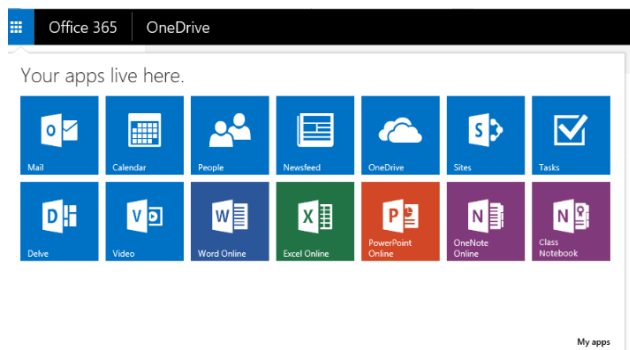 Office 365 OneDrive
Your apps live here.
Mail Calendar People Newsfeed OneDrive Sites Tasks
Delve Video Word Online Excel Online PowerPoint Online OneNote Online Class Notebook
My apps